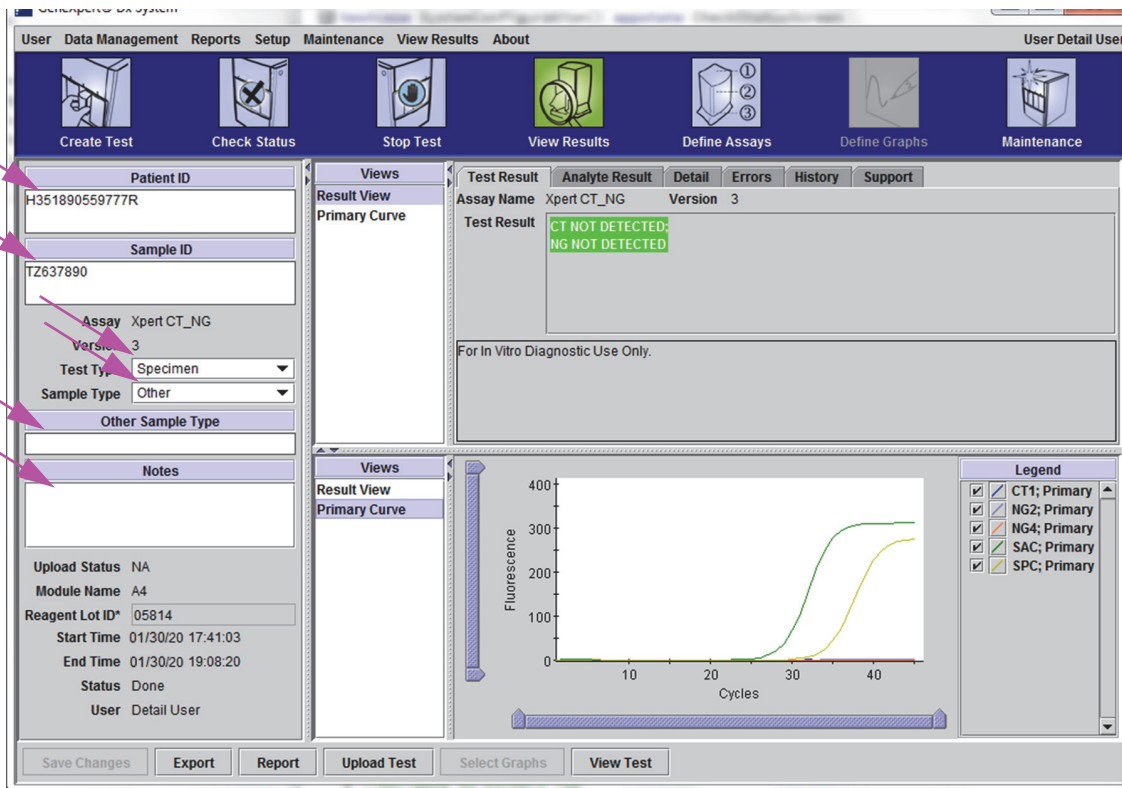 GeneXpert® Dx System
User Data Management Reports Setup Maintenance View Results About User Detail User
Create Test Check Status Stop Test View Results Define Assays Define Graphs Maintenance
Patient ID
H351890559777R
Sample ID
TZ637890
Assay Xpert CT_NG
Version 3
Test Type Specimen
Sample Type Other
Other Sample Type
Notes
Upload Status NA
Module Name A4
Reagent Lot ID* 05814
Start Time 01/30/20 17:41:03
End Time 01/30/20 19:08:20
Status Done
User Detail User
Views
Result View
Primary Curve
Test Result Analyte Result Detail Errors History Support
Assay Name Xpert CT_NG Version 3
Test Result
CT NOT DETECTED;
NG NOT DETECTED
For In Vitro Diagnostic Use Only.
Views
Result View
Primary Curve
400
300
200
100
0
Fluorescence
10 20 30 40
Cycles
Legend
CT1; Primary
NG2; Primary
NG4; Primary
SAC; Primary
SPC; Primary
Save Changes Export Report Upload Test Select Graphs View Test